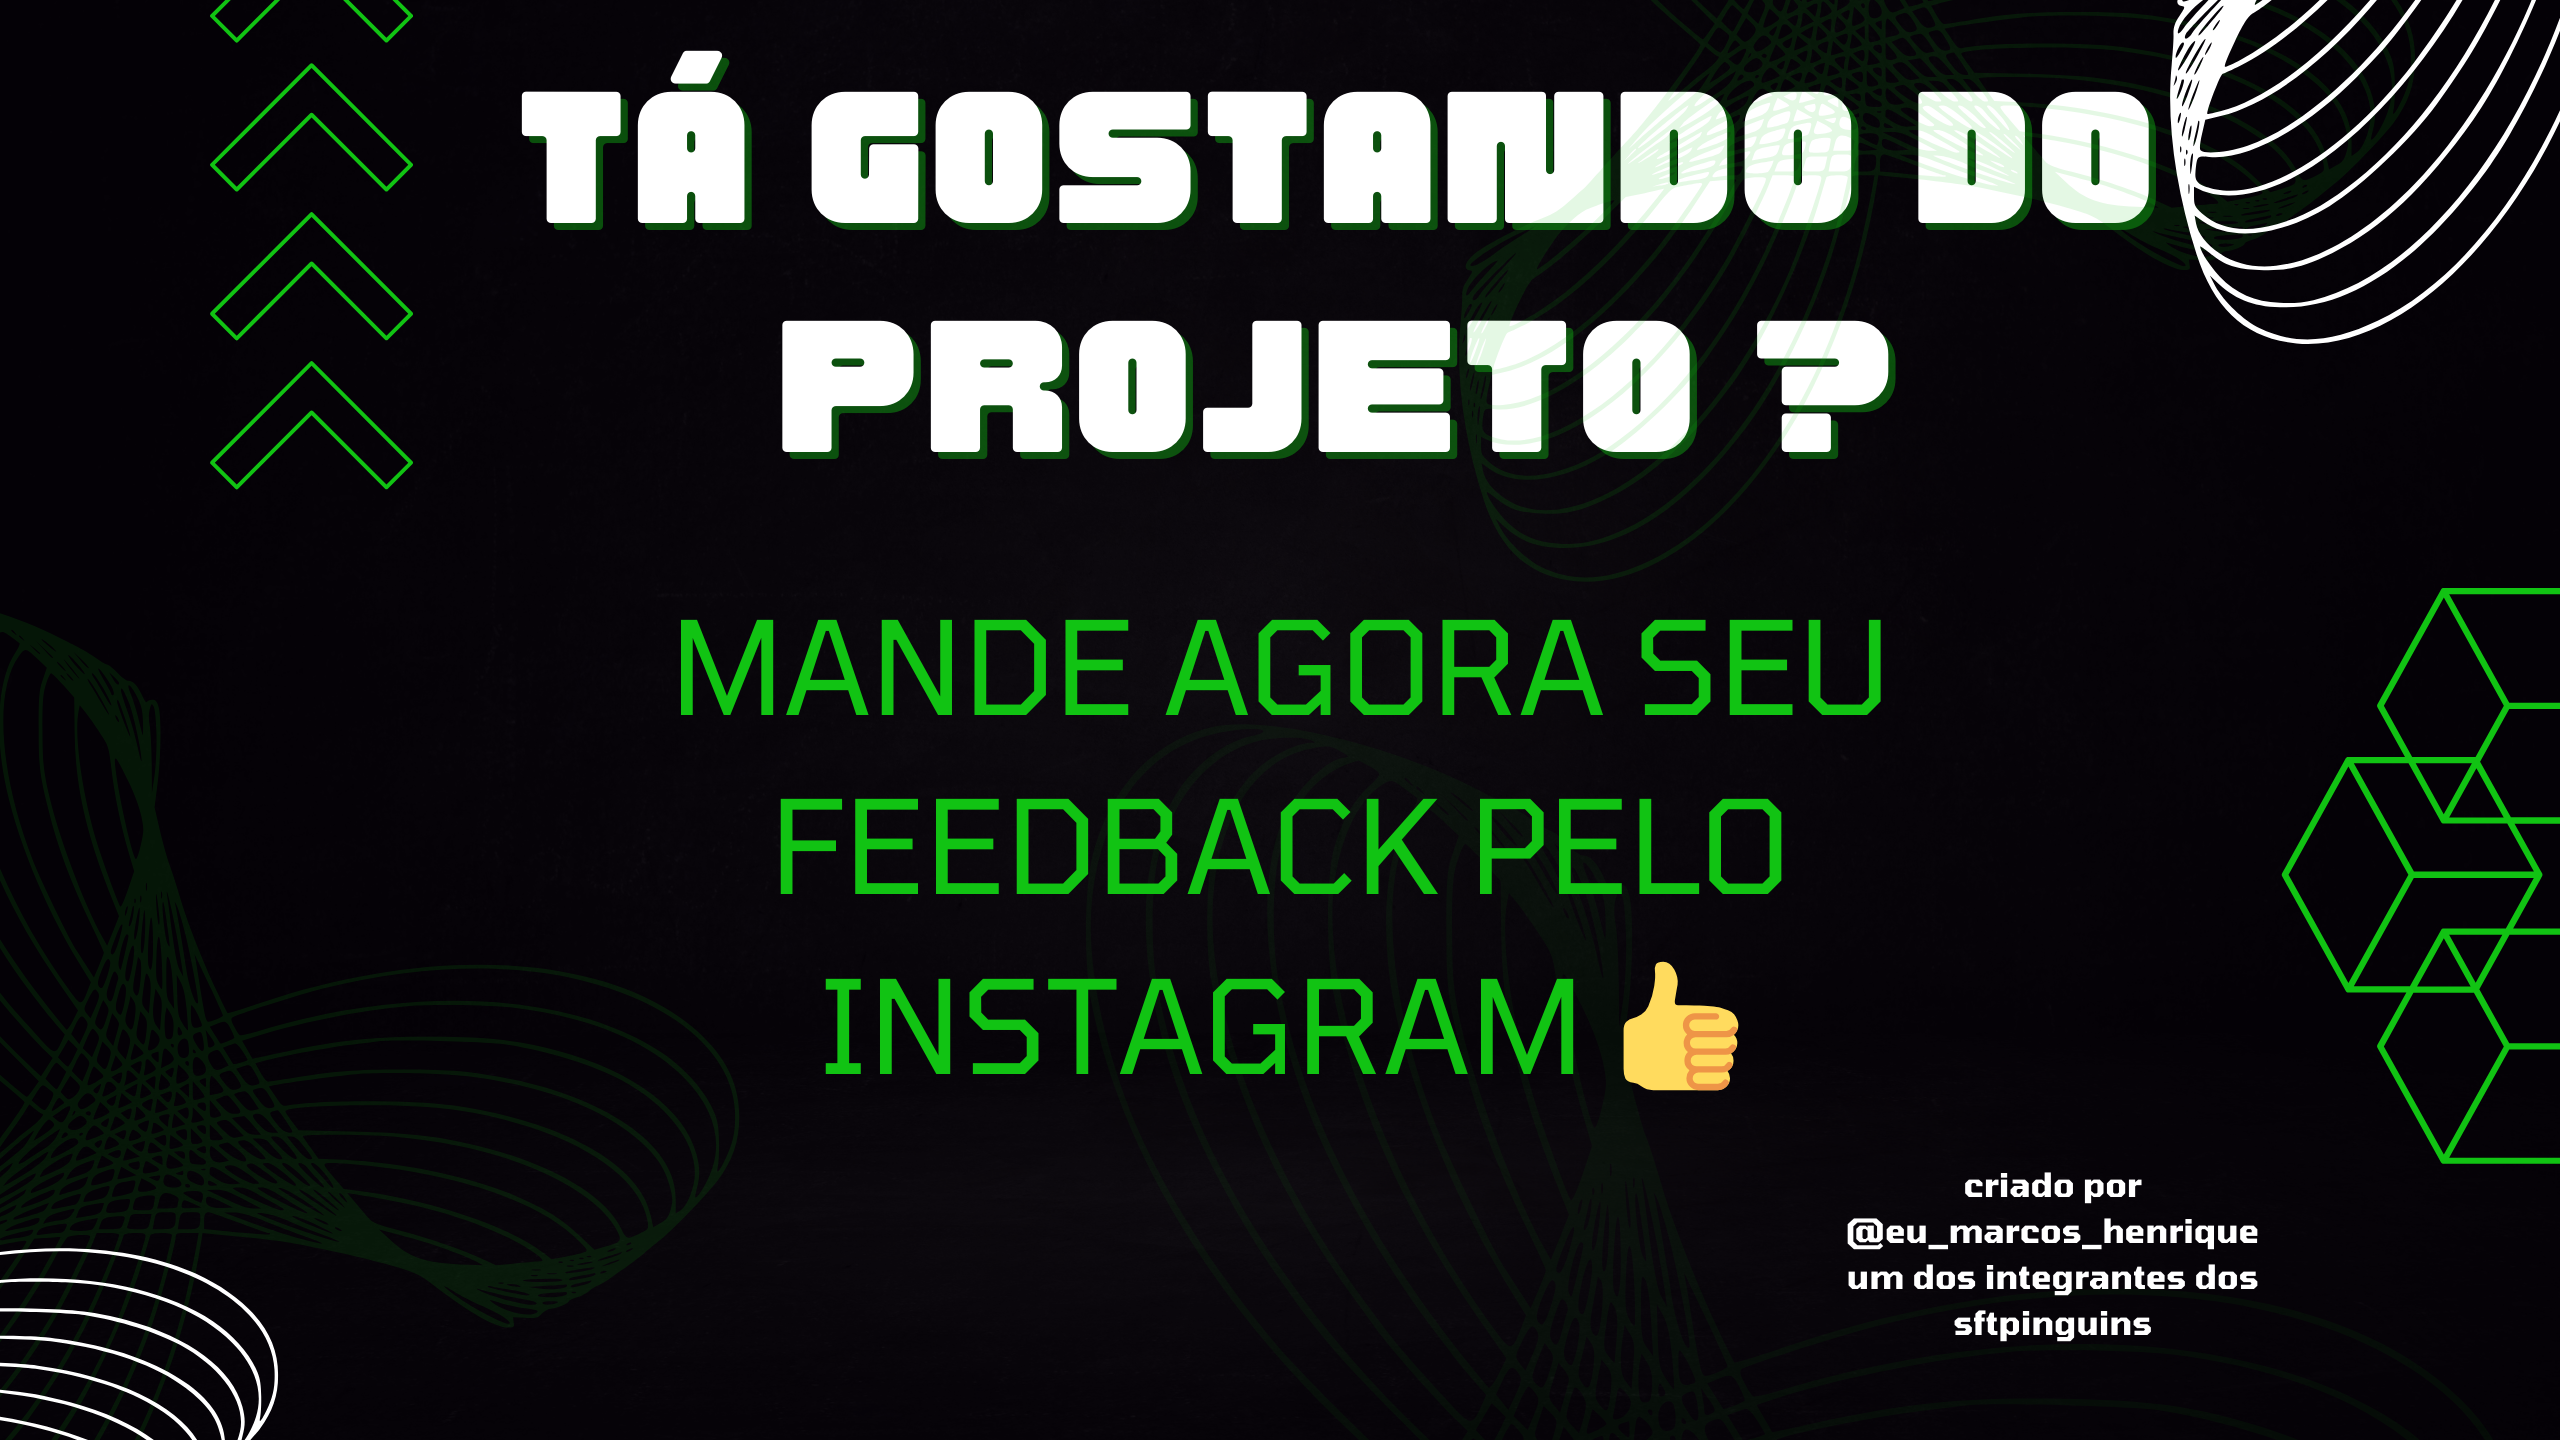 TÁ GOSTANDO DO
PROJETO ?
MANDE AGORA SEU
FEEDBACK PELO
INSTAGRAM 👍
criado por
@eu_marcos_henrique
um dos integrantes dos
sftpinguins